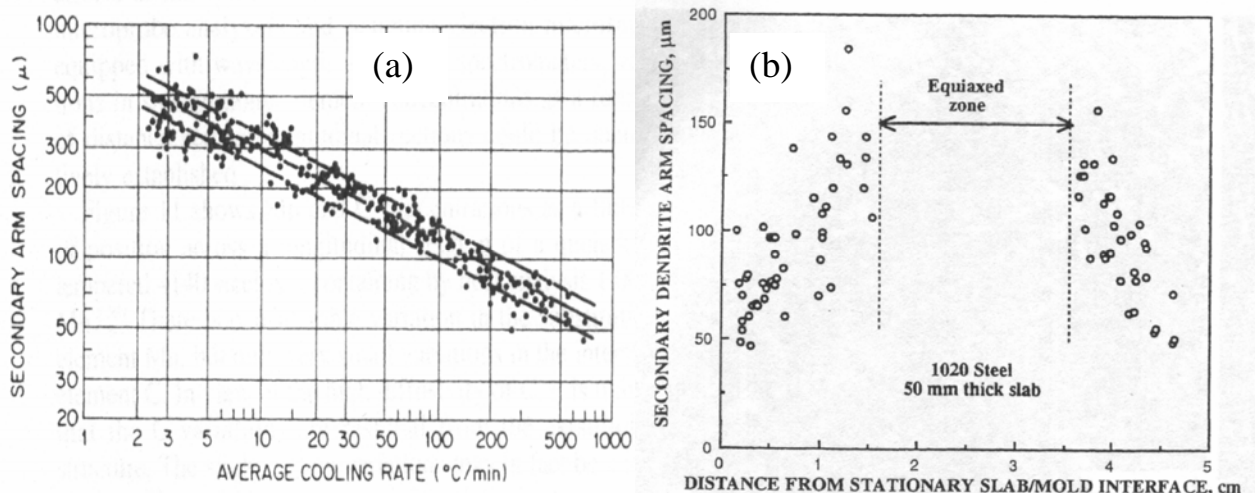 1000
500
300
200
100
50
30
20
2 3 5 10 20 30 50 100 200 500 1000
SECONDARY ARM SPACING (μ)
AVERAGE COOLING RATE (°C/min)
(a)
200
150
100
50
0
0 1 2 3 4 5
SECONDARY DENDRITE ARM SPACING, μm
(b)
Equiaxed
zone
1020 Steel
50 mm thick slab
DISTANCE FROM STATIONARY SLAB/MOLD INTERFACE, cm